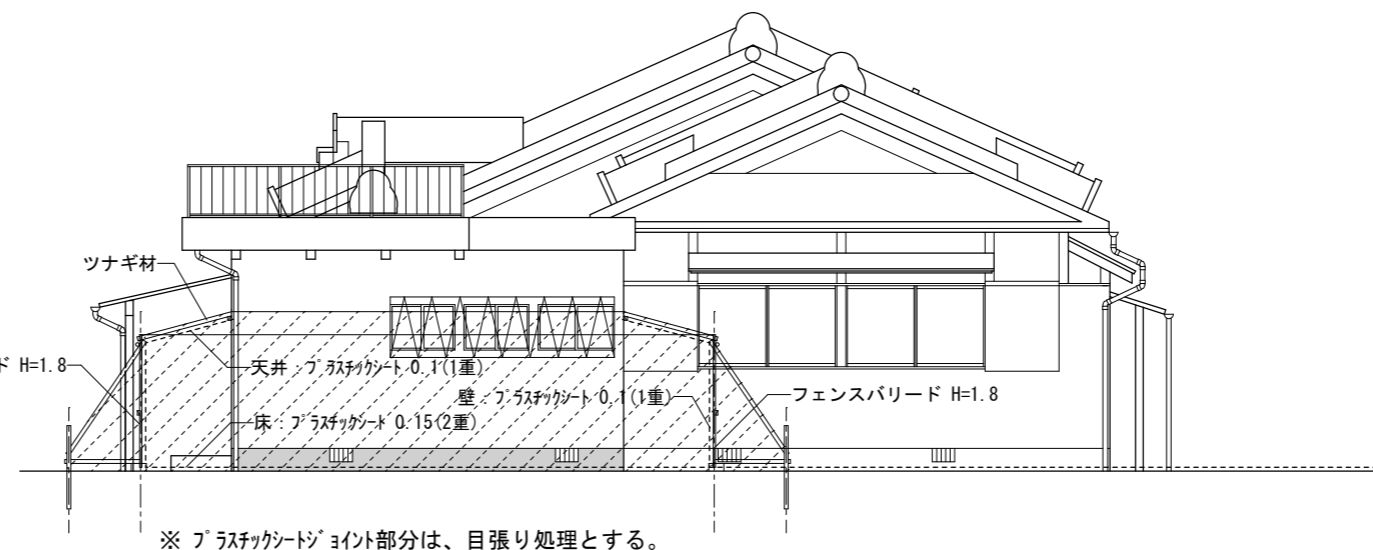 ツナギ材
ド H=1.8
天井：プラスチックシート 0.1(1重)
壁：プラスチックシート 0.1(1重)
フェンスバリード H=1.8
床：プラスチックシート 0.15(2重)
※ プラスチックシートジョイント部分は、目張り処理とする。